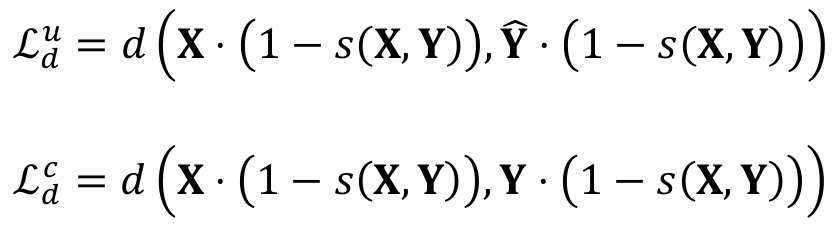 ℒ_d^u = d(𝐗 · (1 − s(𝐗, 𝐘)), 𝐘̂ · (1 − s(𝐗, 𝐘)))
ℒ_d^c = d(𝐗 · (1 − s(𝐗, 𝐘)), 𝐘 · (1 − s(𝐗, 𝐘)))